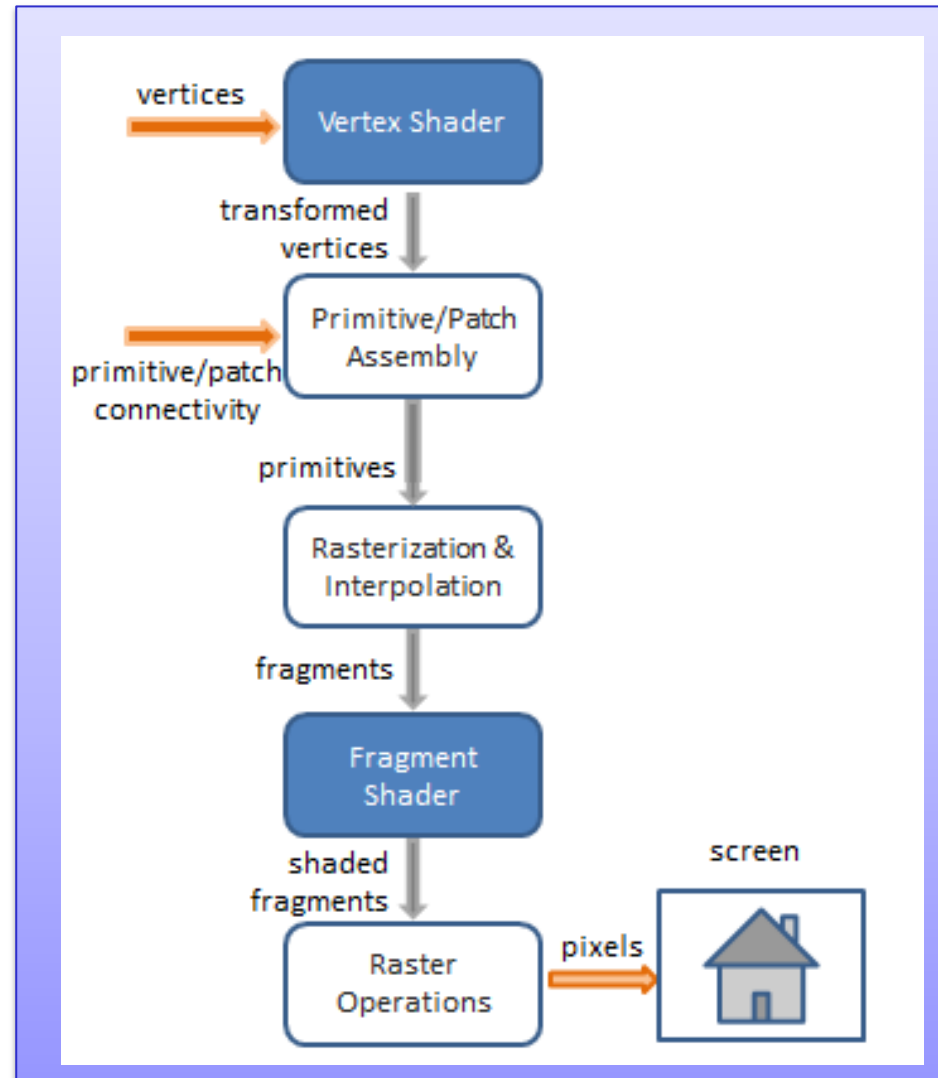 vertices
Vertex Shader
transformed
vertices
Primitive/Patch
Assembly
primitive/patch
connectivity
primitives
Rasterization &
Interpolation
fragments
Fragment
Shader
shaded
fragments
screen
Raster
Operations
pixels